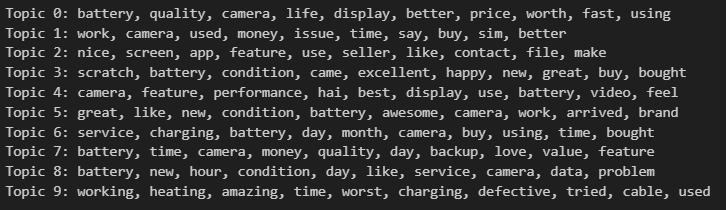 Topic 0: battery, quality, camera, life, display, better, price, worth, fast, using
Topic 1: work, camera, used, money, issue, time, say, buy, sim, better
Topic 2: nice, screen, app, feature, use, seller, like, contact, file, make
Topic 3: scratch, battery, condition, came, excellent, happy, new, great, buy, bought
Topic 4: camera, feature, performance, hai, best, display, use, battery, video, feel
Topic 5: great, like, new, condition, battery, awesome, camera, work, arrived, brand
Topic 6: service, charging, battery, day, month, camera, buy, using, time, bought
Topic 7: battery, time, camera, money, quality, day, backup, love, value, feature
Topic 8: battery, new, hour, condition, day, like, service, camera, data, problem
Topic 9: working, heating, amazing, time, worst, charging, defective, tried, cable, used